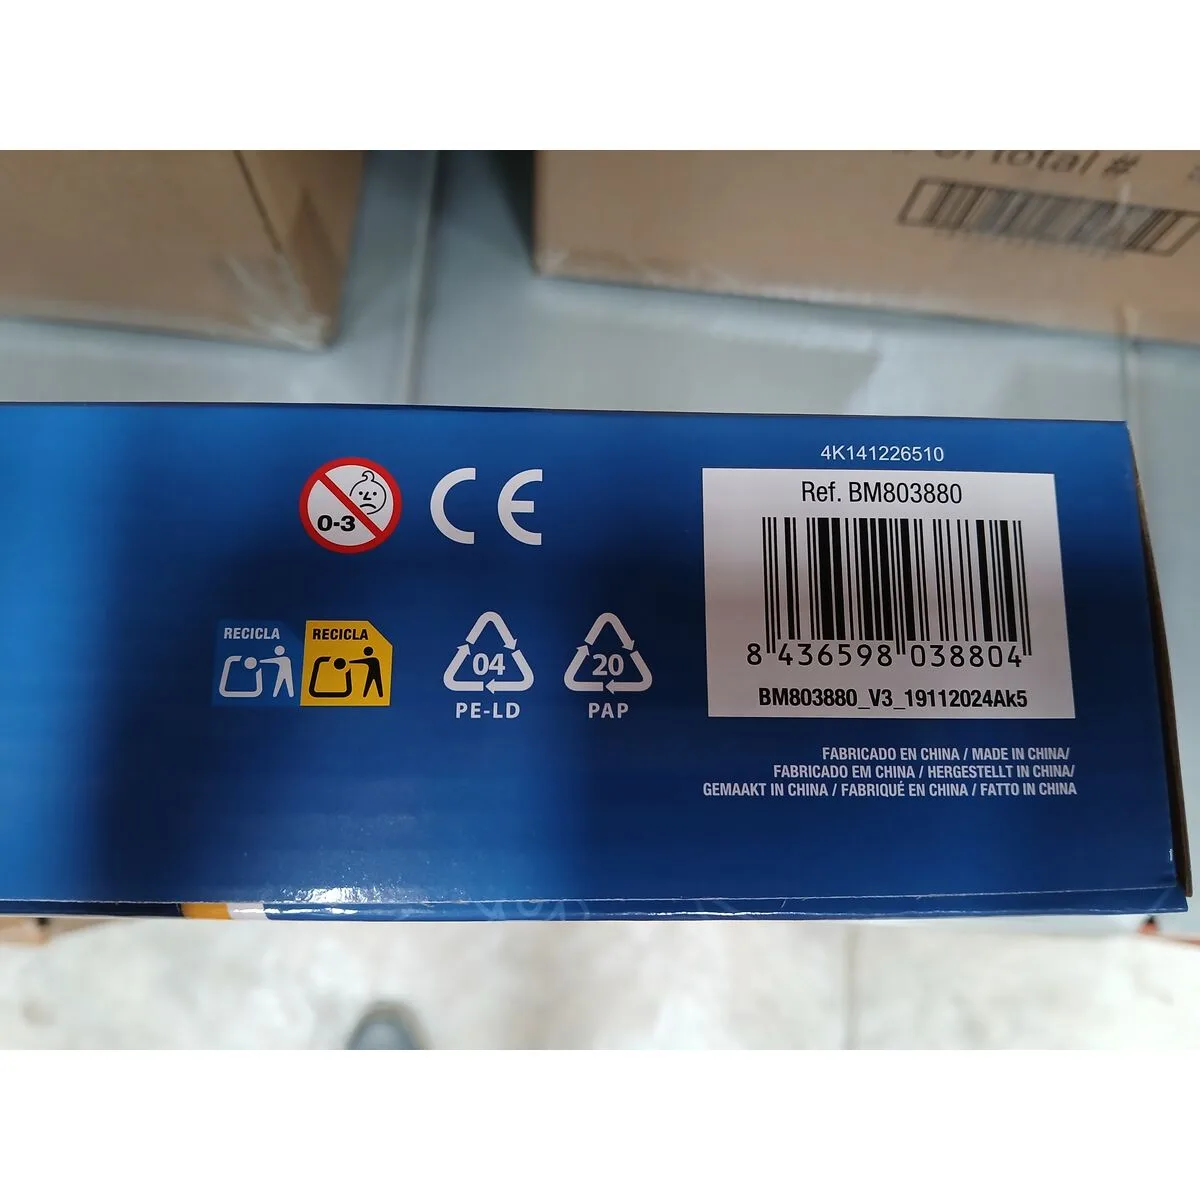 Total #
4K141226510
Ref. BM803880
0-3
CE
8 436598 038804
RECICLA
RECICLA
04
20
PE-LD
PAP
BM803880_V3_19112024Ak5
FABRICADO EN CHINA / MADE IN CHINA/
FABRICADO EM CHINA / HERGESTELLT IN CHINA/
GEMAAKT IN CHINA / FABRIQUÉ EN CHINA / FATTO IN CHINA